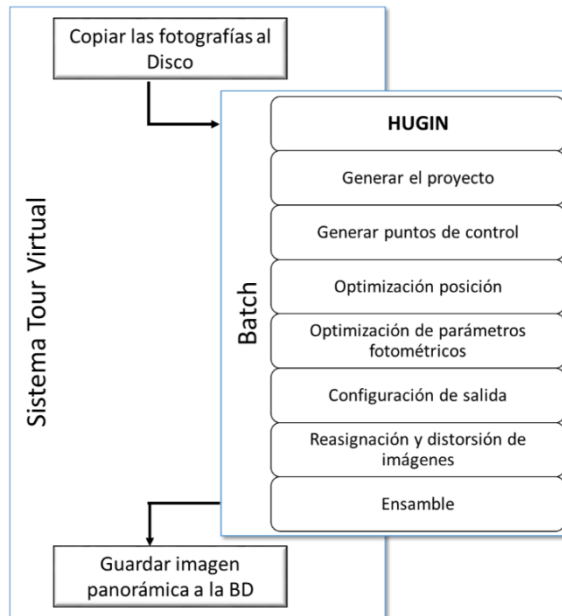 Copiar las fotografías al
Disco
Sistema Tour Virtual
Batch
HUGIN
Generar el proyecto
Generar puntos de control
Optimización posición
Optimización de parámetros
fotométricos
Configuración de salida
Reasignación y distorsión de
imágenes
Ensamble
Guardar imagen
panorámica a la BD